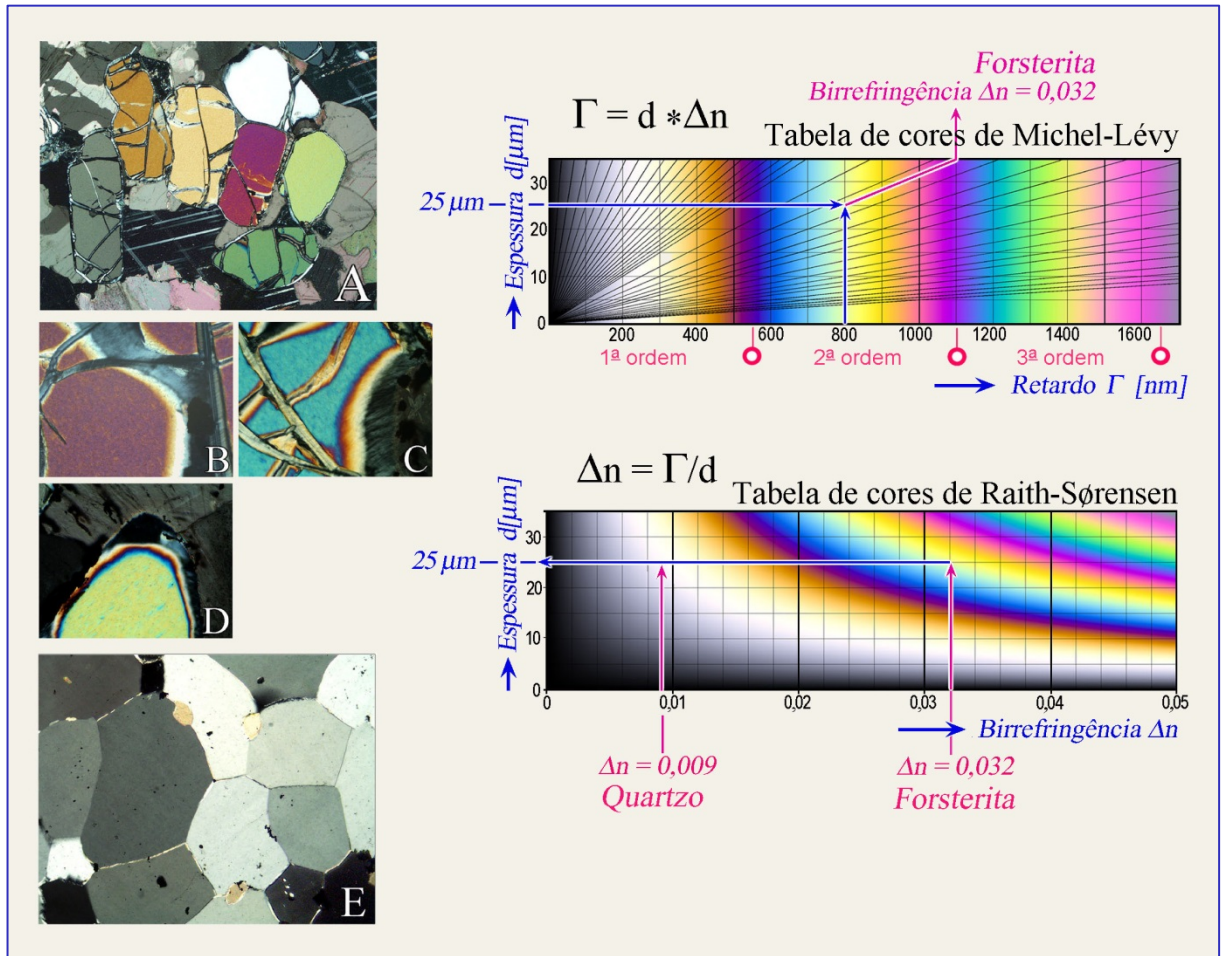 A
B
C
D
E
Forsterita
Birrefringência Δn = 0,032
Γ = d *Δn
Tabela de cores de Michel-Lévy
Espessura d[μm]
25 μm
30
20
10
0
200 400 600 800 1000 1200 1400 1600
1ª ordem 2ª ordem 3ª ordem
Retardo Γ [nm]
Δn = Γ/d
Tabela de cores de Raith-Sørensen
Espessura d[μm]
25 μm
30
20
10
0
0 0,01 0,02 0,03 0,04 0,05
Birrefringência Δn
Δn = 0,009
Quartzo
Δn = 0,032
Forsterita